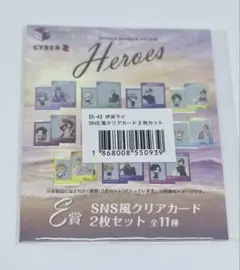 CYBER Z
Heroes
DI-42 伊波ライ
SNS風クリアカード2枚セット
1868008550939
E賞
SNS風クリアカード
2枚セット 全11種